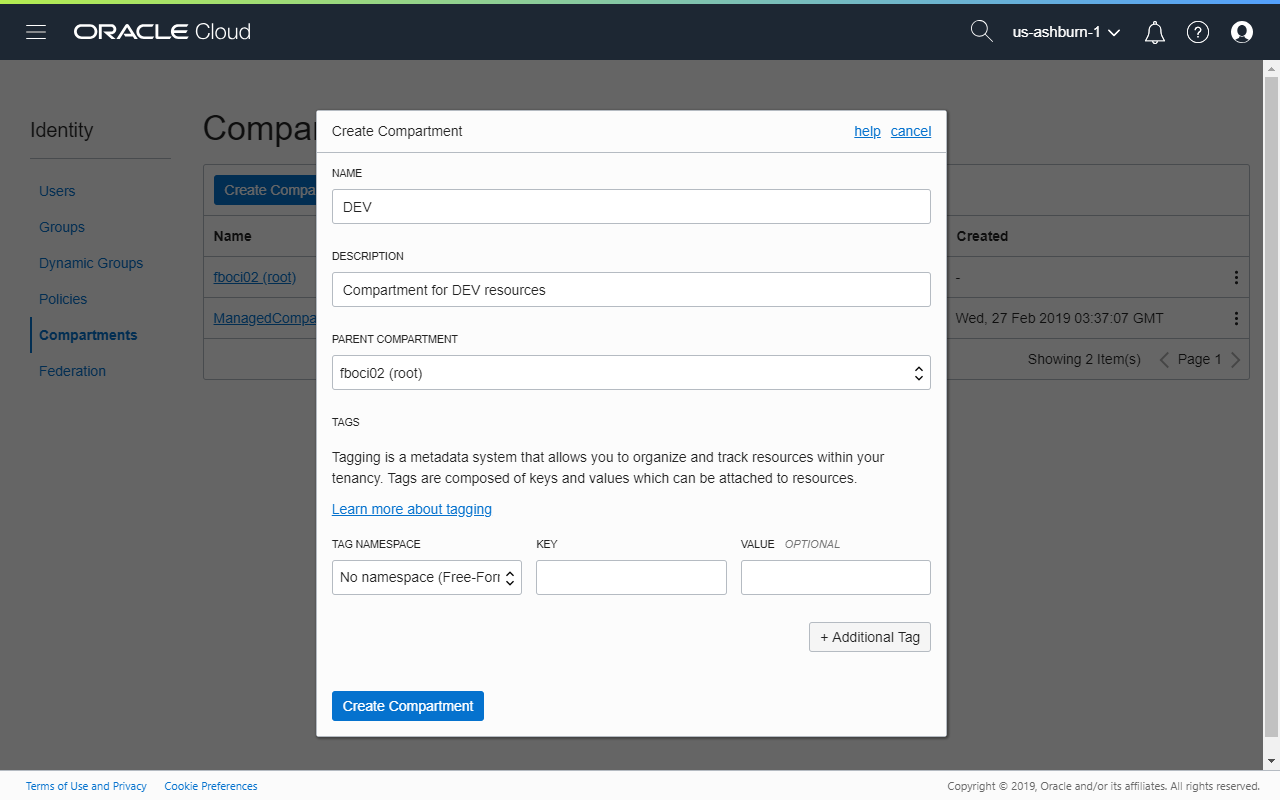 ORACLE Cloud
us-ashburn-1
Identity
Users
Groups
Dynamic Groups
Policies
Compartments
Federation
Compar
Create Compa
Name
Created
fboci02 (root)
-
ManagedCompa
Wed, 27 Feb 2019 03:37:07 GMT
Showing 2 Item(s)
Page 1
Create Compartment
help
cancel
NAME
DEV
DESCRIPTION
Compartment for DEV resources
PARENT COMPARTMENT
fboci02 (root)
TAGS
Tagging is a metadata system that allows you to organize and track resources within your
tenancy. Tags are composed of keys and values which can be attached to resources.
Learn more about tagging
TAG NAMESPACE
KEY
VALUE OPTIONAL
No namespace (Free-For
+ Additional Tag
Create Compartment
Terms of Use and Privacy
Cookie Preferences
Copyright © 2019, Oracle and/or its affiliates. All rights reserved.